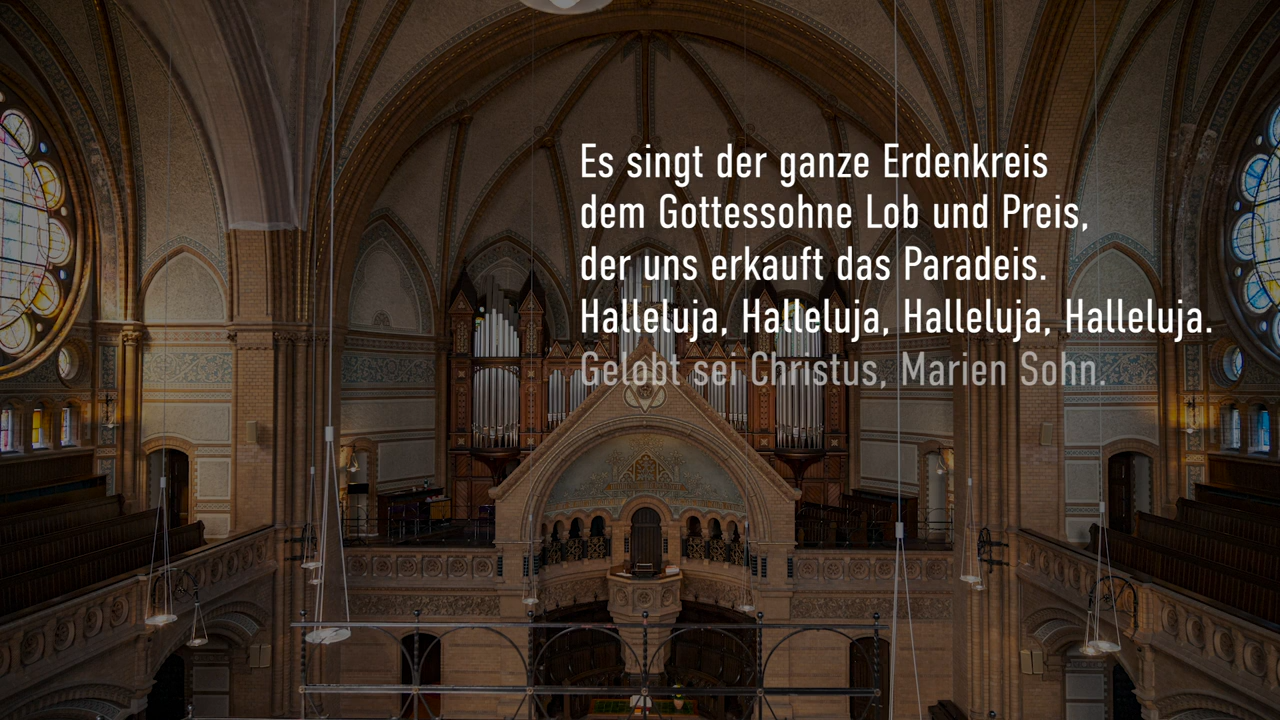 Es singt der ganze Erdenkreis
dem Gottessohne Lob und Preis,
der uns erkauft das Paradeis.
Halleluja, Halleluja, Halleluja, Halleluja.
Gelobt sei Christus, Marien Sohn.